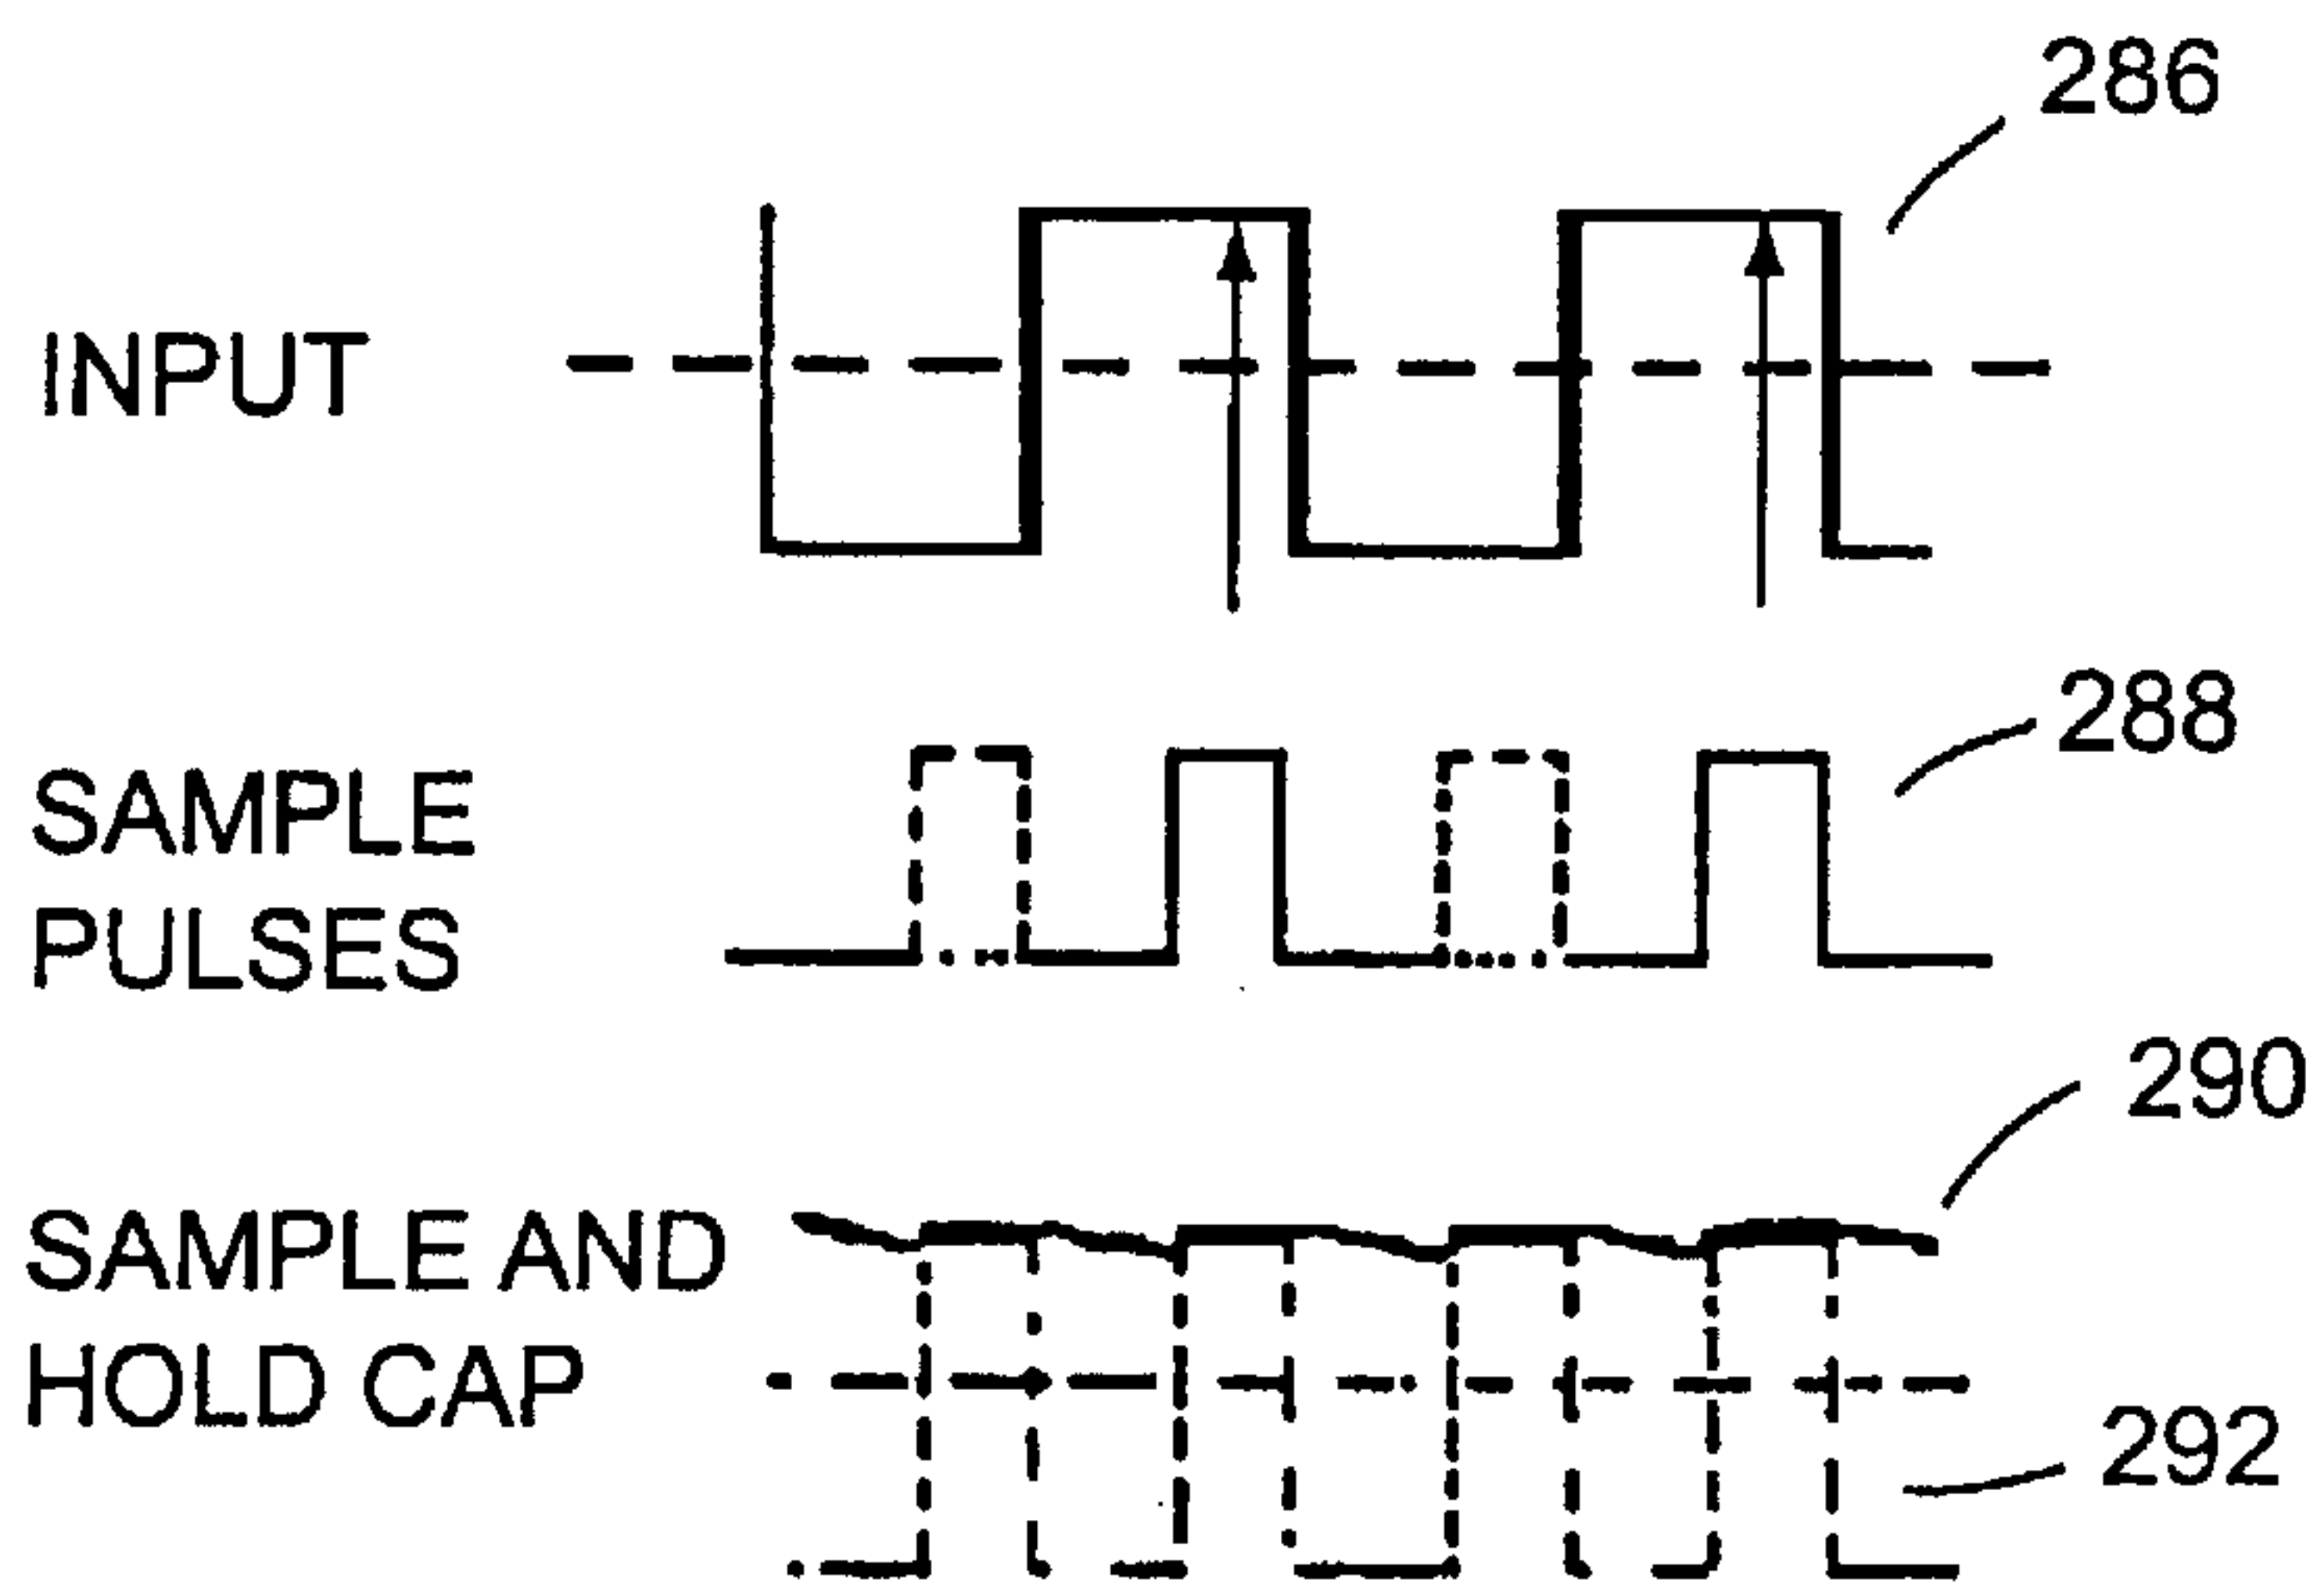 286
INPUT
288
SAMPLE
PULSES
290
SAMPLE AND
HOLD CAP
292